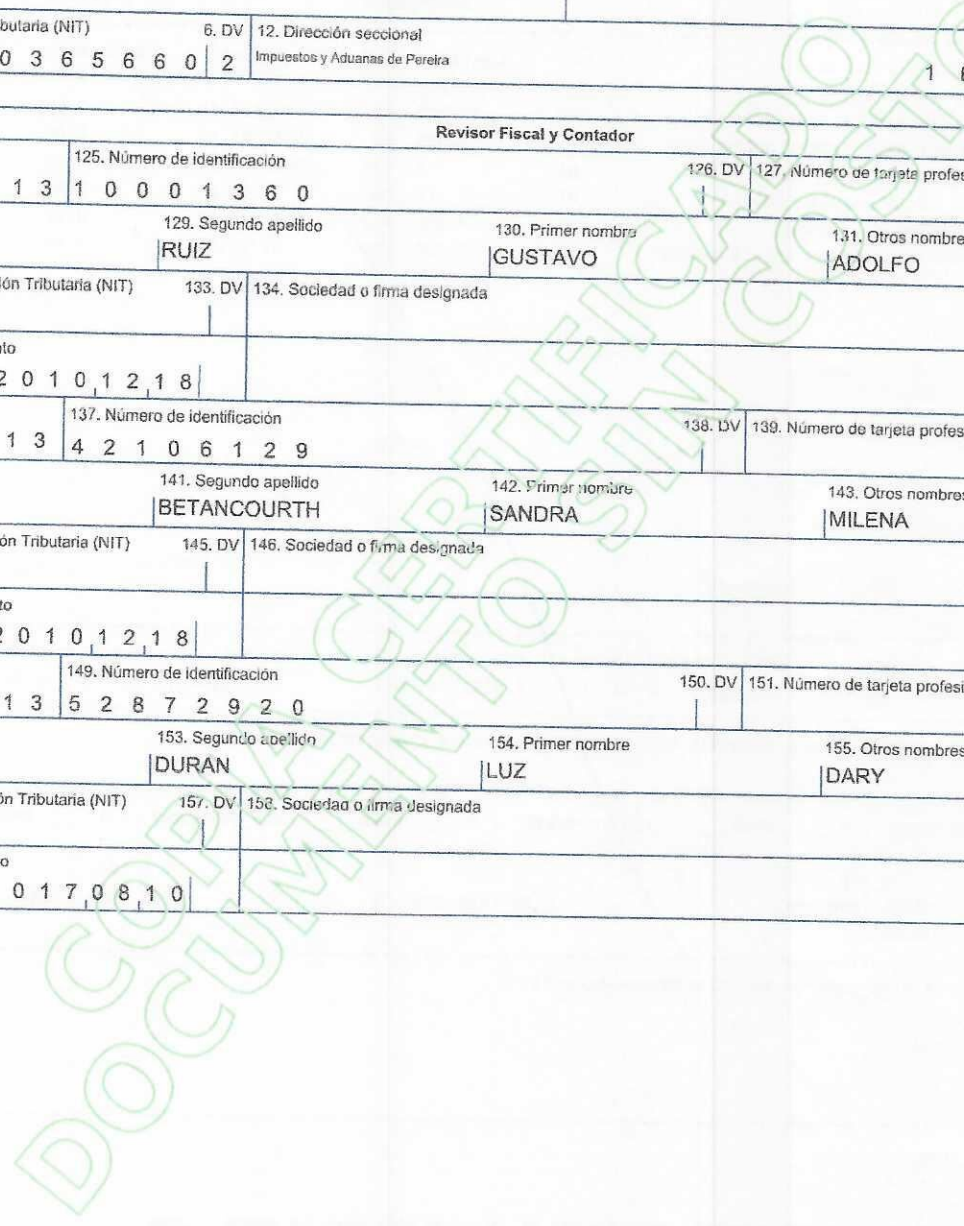 butaria (NIT) 6. DV 12. Dirección seccional
0 3 6 5 6 6 0 2 Impuestos y Aduanas de Pereira 1
Revisor Fiscal y Contador
125. Número de identificación 126. DV 127. Número de tarjeta profes
1 3 1 0 0 0 1 3 6 0
129. Segundo apellido 130. Primer nombre 131. Otros nombre
RUIZ GUSTAVO ADOLFO
ión Tributaria (NIT) 133. DV 134. Sociedad o firma designada
nto
2 0 1 0 1 2 1 8
137. Número de identificación 138. DV 139. Número de tarjeta profes
1 3 4 2 1 0 6 1 2 9
141. Segundo apellido 142. Primer nombre 143. Otros nombres
BETANCOURTH SANDRA MILENA
ón Tributaria (NIT) 145. DV 146. Sociedad o firma designada
to
2 0 1 0 1 2 1 8
149. Número de identificación 150. DV 151. Número de tarjeta profesi
1 3 5 2 8 7 2 9 2 0
153. Segundo apellido 154. Primer nombre 155. Otros nombres
DURAN LUZ DARY
ón Tributaria (NIT) 157. DV 158. Sociedad o firma designada
o
0 1 7 0 8 1 0
COPIA CERTIFICADO
DOCUMENTO SIN COSTO